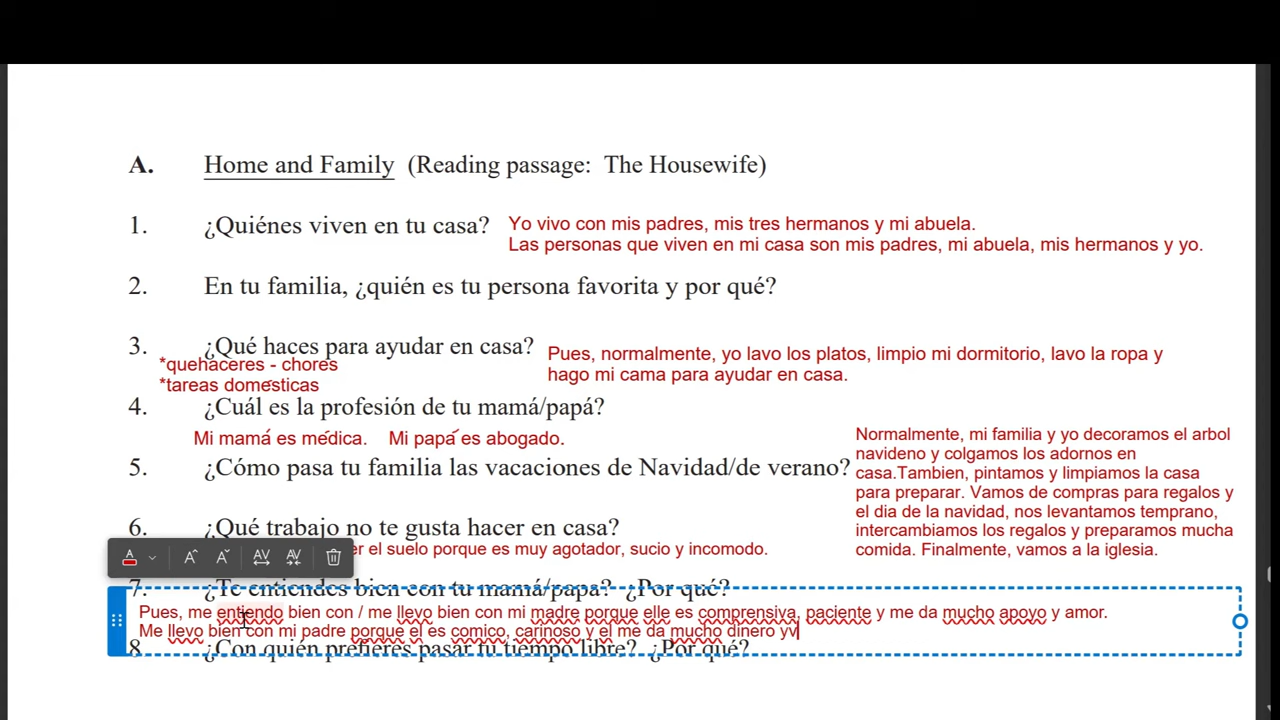 A. Home and Family (Reading passage: The Housewife)
1. ¿Quiénes viven en tu casa? Yo vivo con mis padres, mis tres hermanos y mi abuela.
Las personas que viven en mi casa son mis padres, mi abuela, mis hermanos y yo.
2. En tu familia, ¿quién es tu persona favorita y por qué?
3. ¿Qué haces para ayudar en casa? Pues, normalmente, yo lavo los platos, limpio mi dormitorio, lavo la ropa y
hago mi cama para ayudar en casa.
*quehaceres - chores
*tareas domésticas
4. ¿Cuál es la profesión de tu mamá/papá?
Mi mamá es médica. Mi papá es abogado.
5. ¿Cómo pasa tu familia las vacaciones de Navidad/de verano?
Normalmente, mi familia y yo decoramos el arbol
navideno y colgamos los adornos en
casa.Tambien, pintamos y limpiamos la casa
para preparar. Vamos de compras para regalos y
el dia de la navidad, nos levantamos temprano,
intercambiamos los regalos y preparamos mucha
comida. Finalmente, vamos a la iglesia.
6. ¿Qué trabajo no te gusta hacer en casa?
el suelo porque es muy agotador, sucio y incomodo.
7. ¿Te entiendes bien con tu mamá/papa? ¿Por qué?
Pues, me entiendo bien con / me llevo bien con mi madre porque elle es comprensiva, paciente y me da mucho apoyo y amor.
Me llevo bien con mi padre porque el es comico, carinoso y el me da mucho dinero yv
8 ¿Con quién prefieres pasar tu tiempo libre? ¿Por qué?